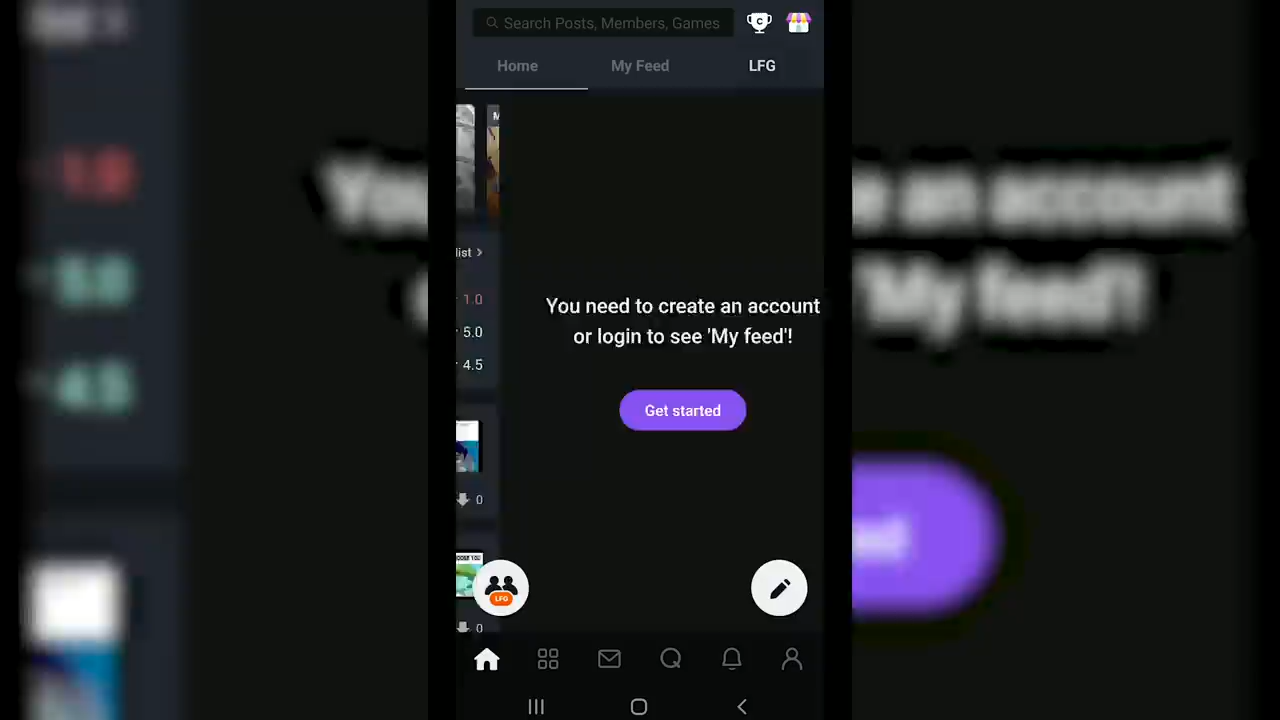 Search Posts, Members, Games
C
Home
My Feed
LFG
M
list >
1.0
5.0
4.5
You need to create an account
or login to see 'My feed'!
Get started
0
LFG
0